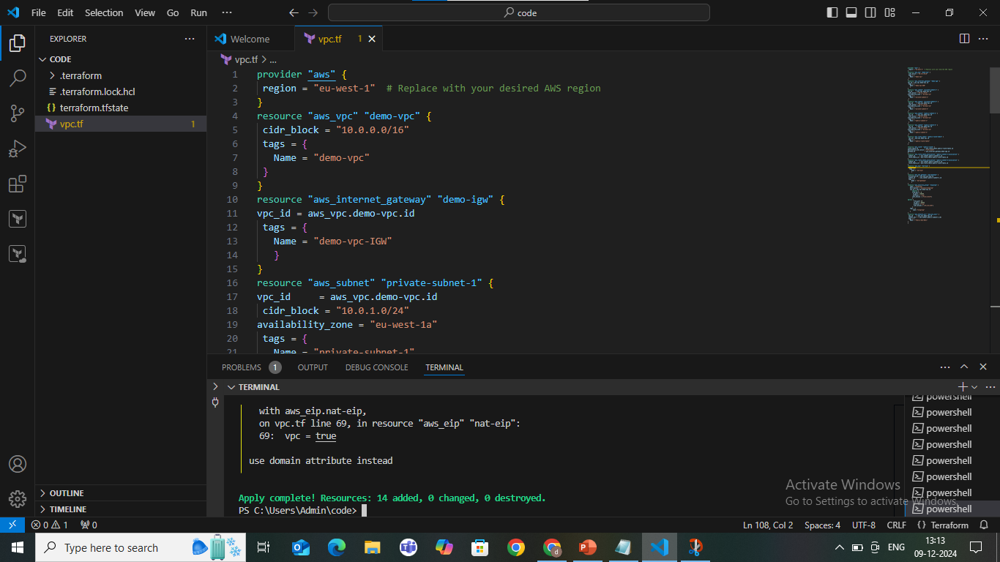 File Edit Selection View Go Run ··· code
EXPLORER
CODE
.terraform
.terraform.lock.hcl
terraform.tfstate
vpc.tf 1
OUTLINE
TIMELINE
Welcome vpc.tf 1
vpc.tf > ...
1 provider "aws" {
2 region = "eu-west-1" # Replace with your desired AWS region
3 }
4 resource "aws_vpc" "demo-vpc" {
5 cidr_block = "10.0.0.0/16"
6 tags = {
7 Name = "demo-vpc"
8 }
9 }
10 resource "aws_internet_gateway" "demo-igw" {
11 vpc_id = aws_vpc.demo-vpc.id
12 tags = {
13 Name = "demo-vpc-IGW"
14 }
15 }
16 resource "aws_subnet" "private-subnet-1" {
17 vpc_id = aws_vpc.demo-vpc.id
18 cidr_block = "10.0.1.0/24"
19 availability_zone = "eu-west-1a"
20 tags = {
21 Name = "private-subnet-1"
PROBLEMS 1 OUTPUT DEBUG CONSOLE TERMINAL
TERMINAL
with aws_eip.nat-eip,
on vpc.tf line 69, in resource "aws_eip" "nat-eip":
69: vpc = true
use domain attribute instead
Apply complete! Resources: 14 added, 0 changed, 0 destroyed.
PS C:\Users\Admin\code>
powershell
powershell
powershell
powershell
powershell
powershell
powershell
powershell
Activate Windows
Go to Settings to activate Windows.
0 1 0 Ln 108, Col 2 Spaces: 4 UTF-8 CRLF {} Terraform
Type here to search
ENG
13:13
09-12-2024